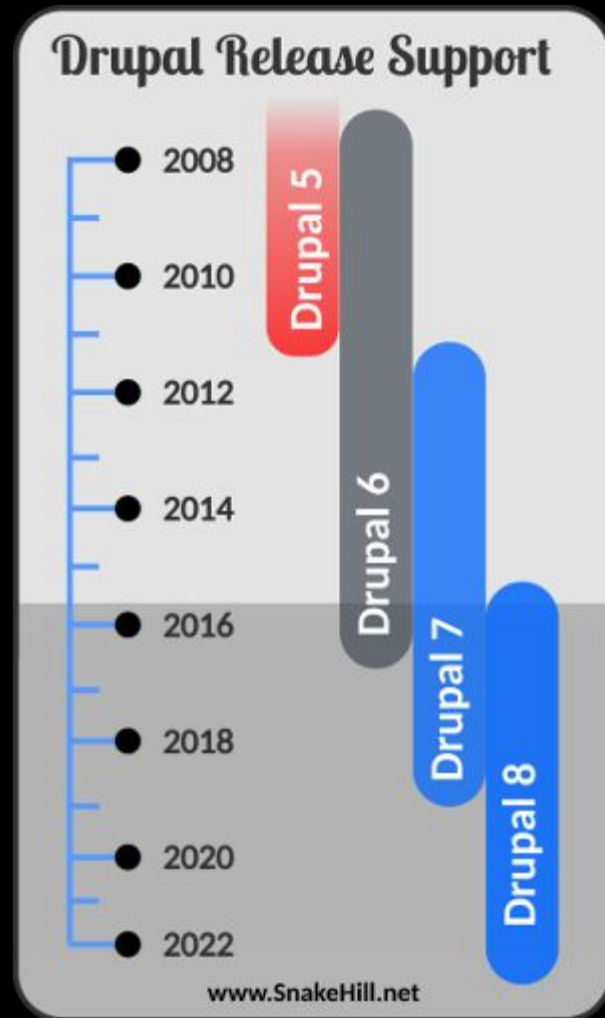 Drupal Release Support
2008
2010
2012
2014
2016
2018
2020
2022
Drupal 5
Drupal 6
Drupal 7
Drupal 8
www.SnakeHill.net